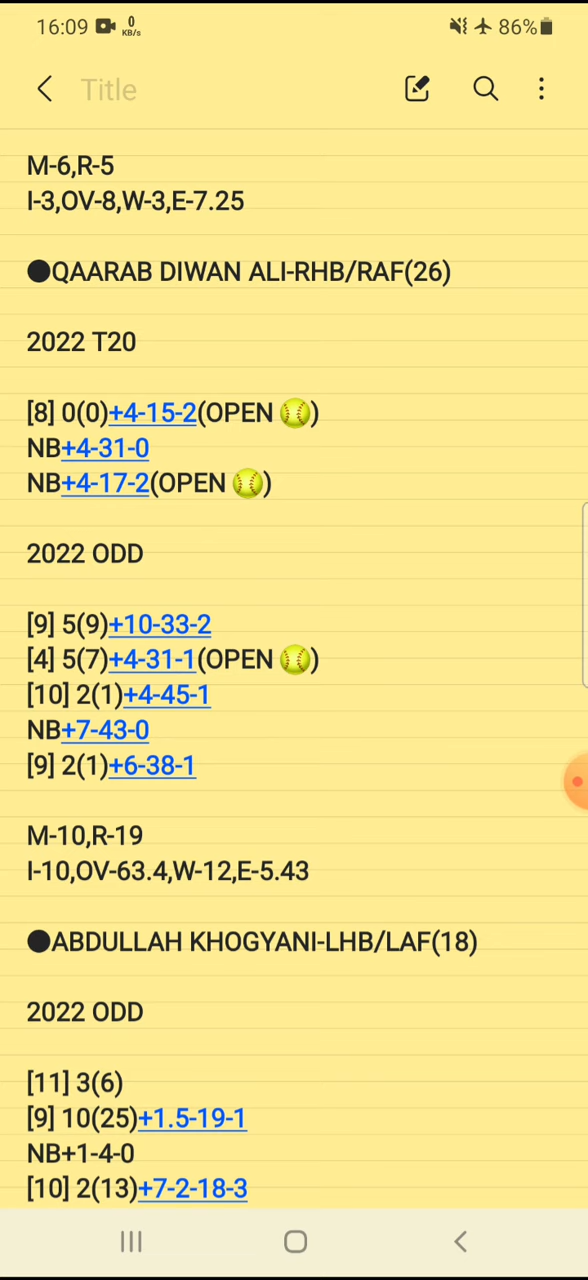 16:09 0 KB/s 86%
Title
M-6,R-5
I-3,OV-8,W-3,E-7.25
●QAARAB DIWAN ALI-RHB/RAF(26)
2022 T20
[8] 0(0)+4-15-2(OPEN 🥎)
NB+4-31-0
NB+4-17-2(OPEN 🥎)
2022 ODD
[9] 5(9)+10-33-2
[4] 5(7)+4-31-1(OPEN 🥎)
[10] 2(1)+4-45-1
NB+7-43-0
[9] 2(1)+6-38-1
M-10,R-19
I-10,OV-63.4,W-12,E-5.43
●ABDULLAH KHOGYANI-LHB/LAF(18)
2022 ODD
[11] 3(6)
[9] 10(25)+1.5-19-1
NB+1-4-0
[10] 2(13)+7-2-18-3